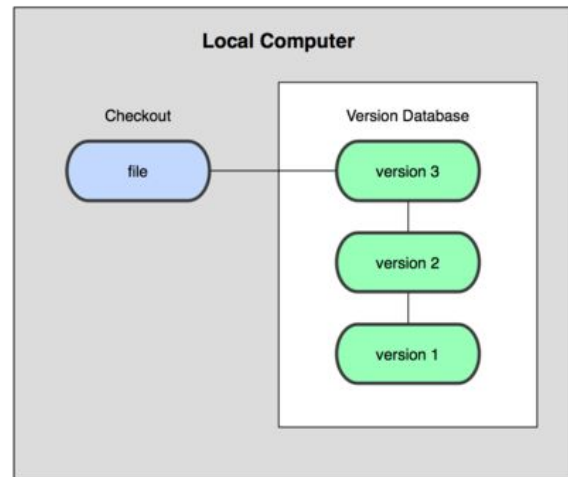 Local Computer
Checkout
Version Database
file
version 3
version 2
version 1